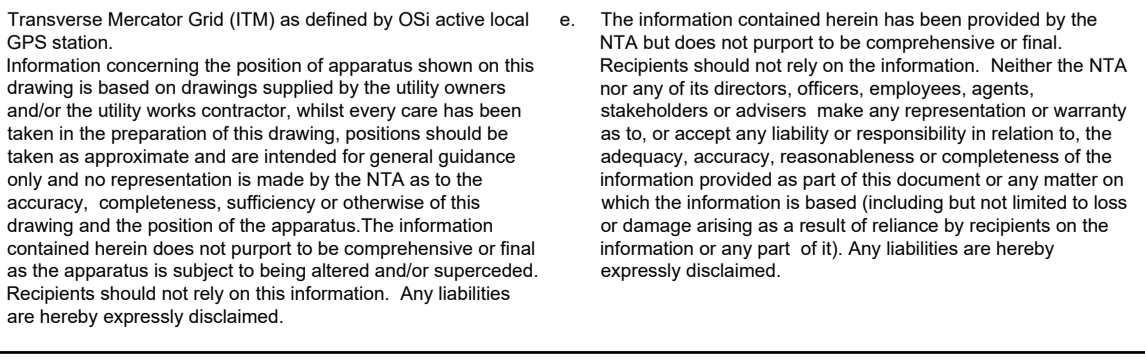 Transverse Mercator Grid (ITM) as defined by OSi active local
GPS station.
Information concerning the position of apparatus shown on this
drawing is based on drawings supplied by the utility owners
and/or the utility works contractor, whilst every care has been
taken in the preparation of this drawing, positions should be
taken as approximate and are intended for general guidance
only and no representation is made by the NTA as to the
accuracy,  completeness, sufficiency or otherwise of this
drawing and the position of the apparatus.The information
contained herein does not purport to be comprehensive or final
as the apparatus is subject to being altered and/or superceded.
Recipients should not rely on this information.  Any liabilities
are hereby expressly disclaimed.
e. The information contained herein has been provided by the
NTA but does not purport to be comprehensive or final.
Recipients should not rely on the information.  Neither the NTA
nor any of its directors, officers, employees, agents,
stakeholders or advisers  make any representation or warranty
as to, or accept any liability or responsibility in relation to, the
adequacy, accuracy, reasonableness or completeness of the
information provided as part of this document or any matter on
which the information is based (including but not limited to loss
or damage arising as a result of reliance by recipients on the
information or any part  of it). Any liabilities are hereby
expressly disclaimed.